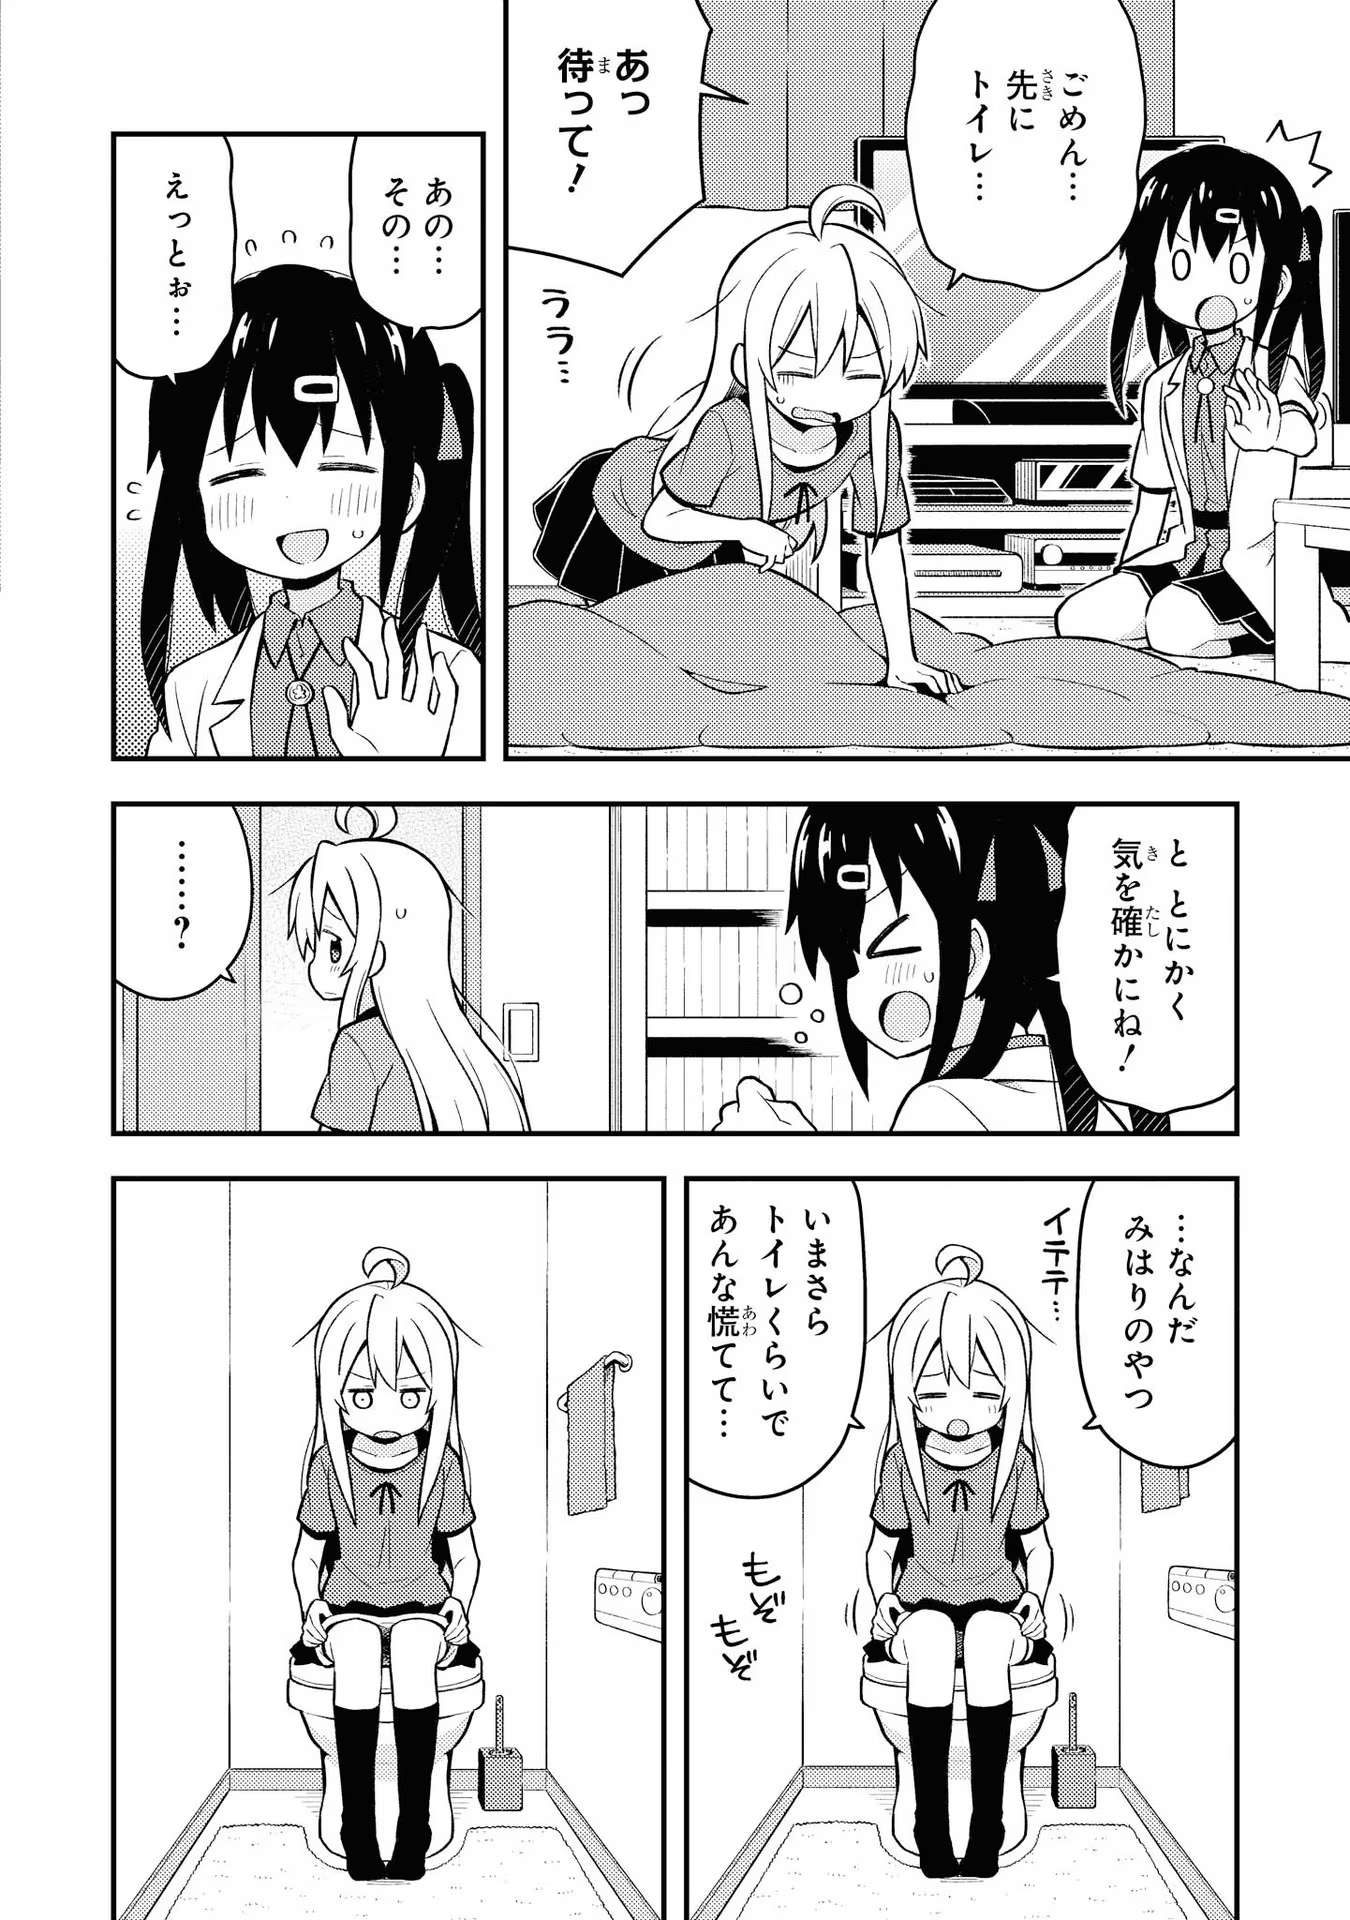 ごめん…
先に
トイレ…
あっ
待って！
ううう…
あの…
その…
えっとぉ…
と とにかく
気を確かにね！
……？
…なんだ
みはりのやつ
イテテ…
いまさら
トイレくらいで
あんな慌てて…
もぞ
もぞ